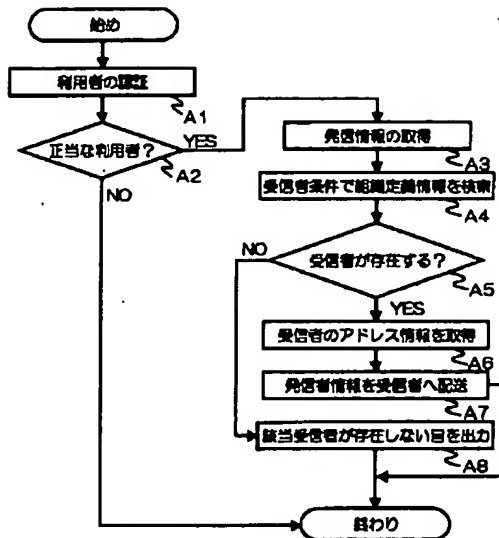 始め
利用者の認証
A1
正当な利用者？
YES
A2
NO
発信情報の取得
A3
受信者条件で組織定義情報を検索
A4
受信者が存在する？
NO
A5
YES
受信者のアドレス情報を取得
A6
発信者情報を受信者へ配送
A7
該当受信者が存在しない旨を出力
A8
終わり